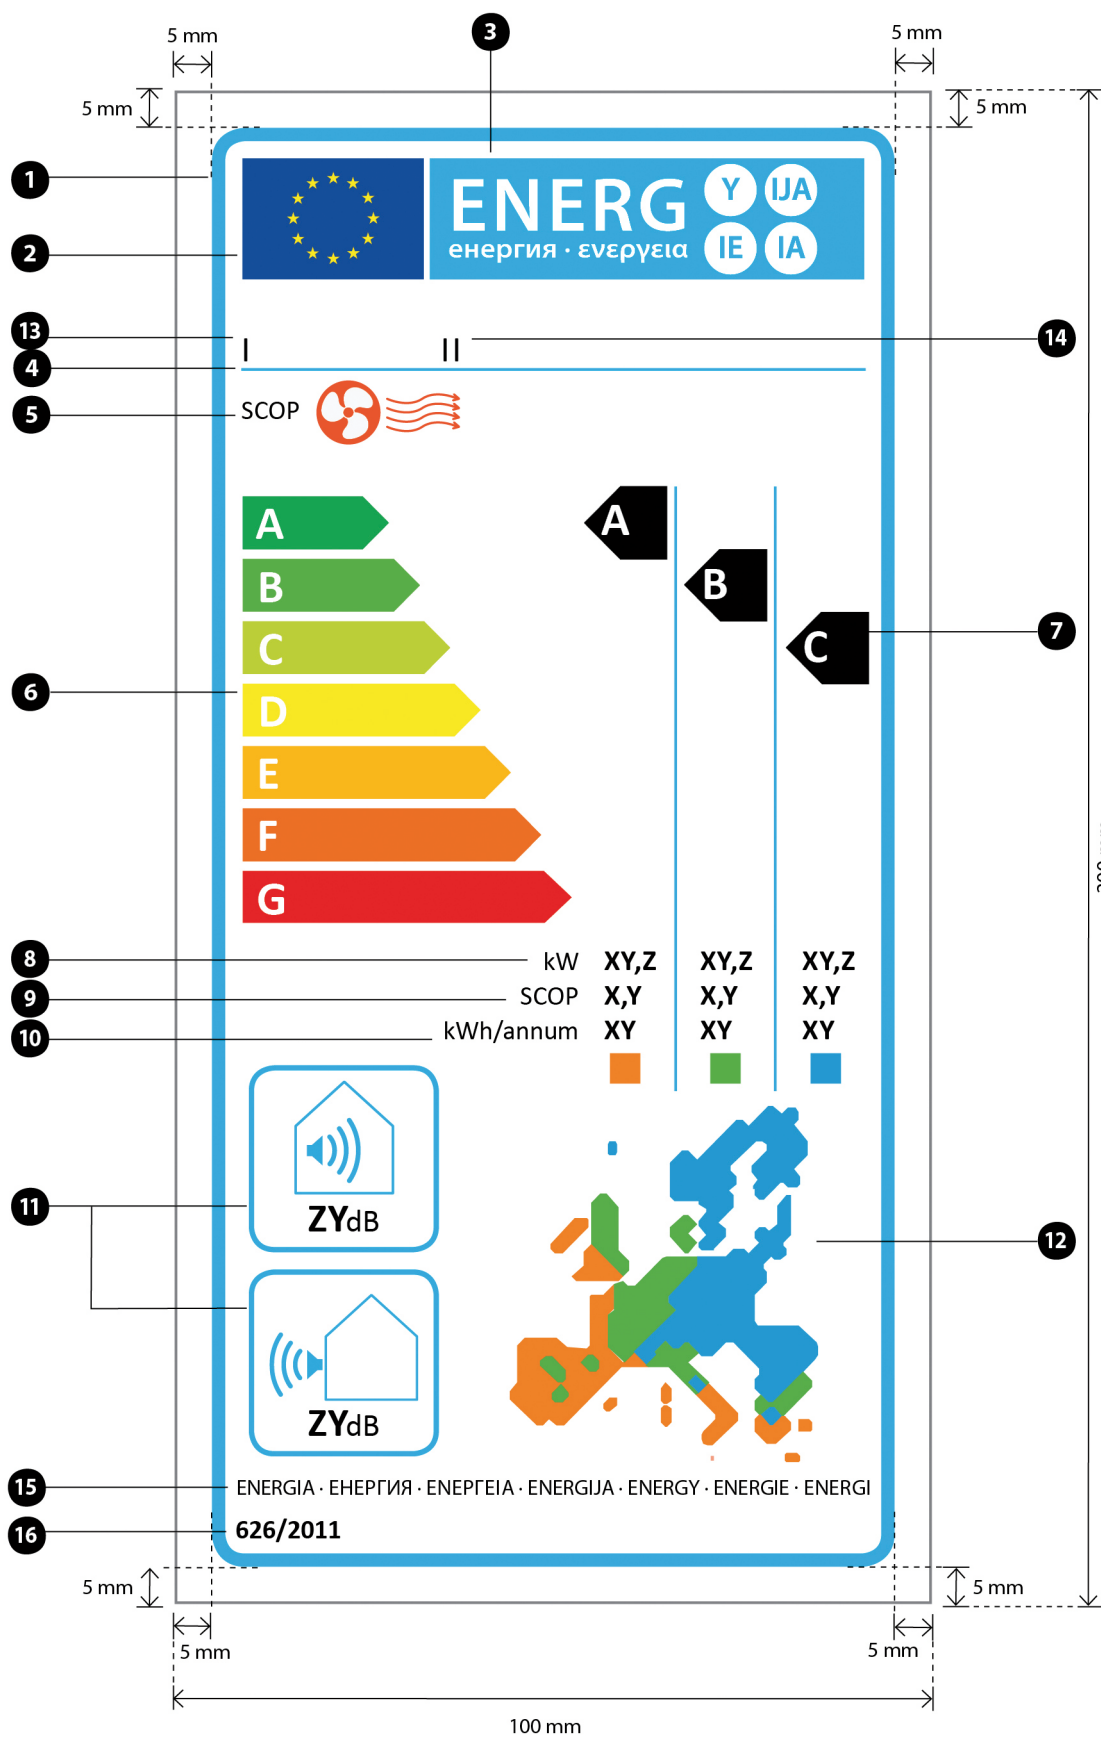 3
5 mm
5 mm
5 mm
5 mm
1
ENERG Y IJA
2
енергия · ενεργεια IE IA
13
I II
14
4
5
SCOP
A
A
B
B
C
C
7
6
D
E
F
G
8
kW XY,Z XY,Z XY,Z
9
SCOP X,Y X,Y X,Y
10
kWh/annum XY XY XY
11
ZYdB
12
ZYdB
15
ENERGIA · ЕНЕРГИЯ · ΕΝΕΡΓΕΙΑ · ENERGIJA · ENERGY · ENERGIE · ENERGI
16
626/2011
5 mm
5 mm
5 mm
5 mm
100 mm